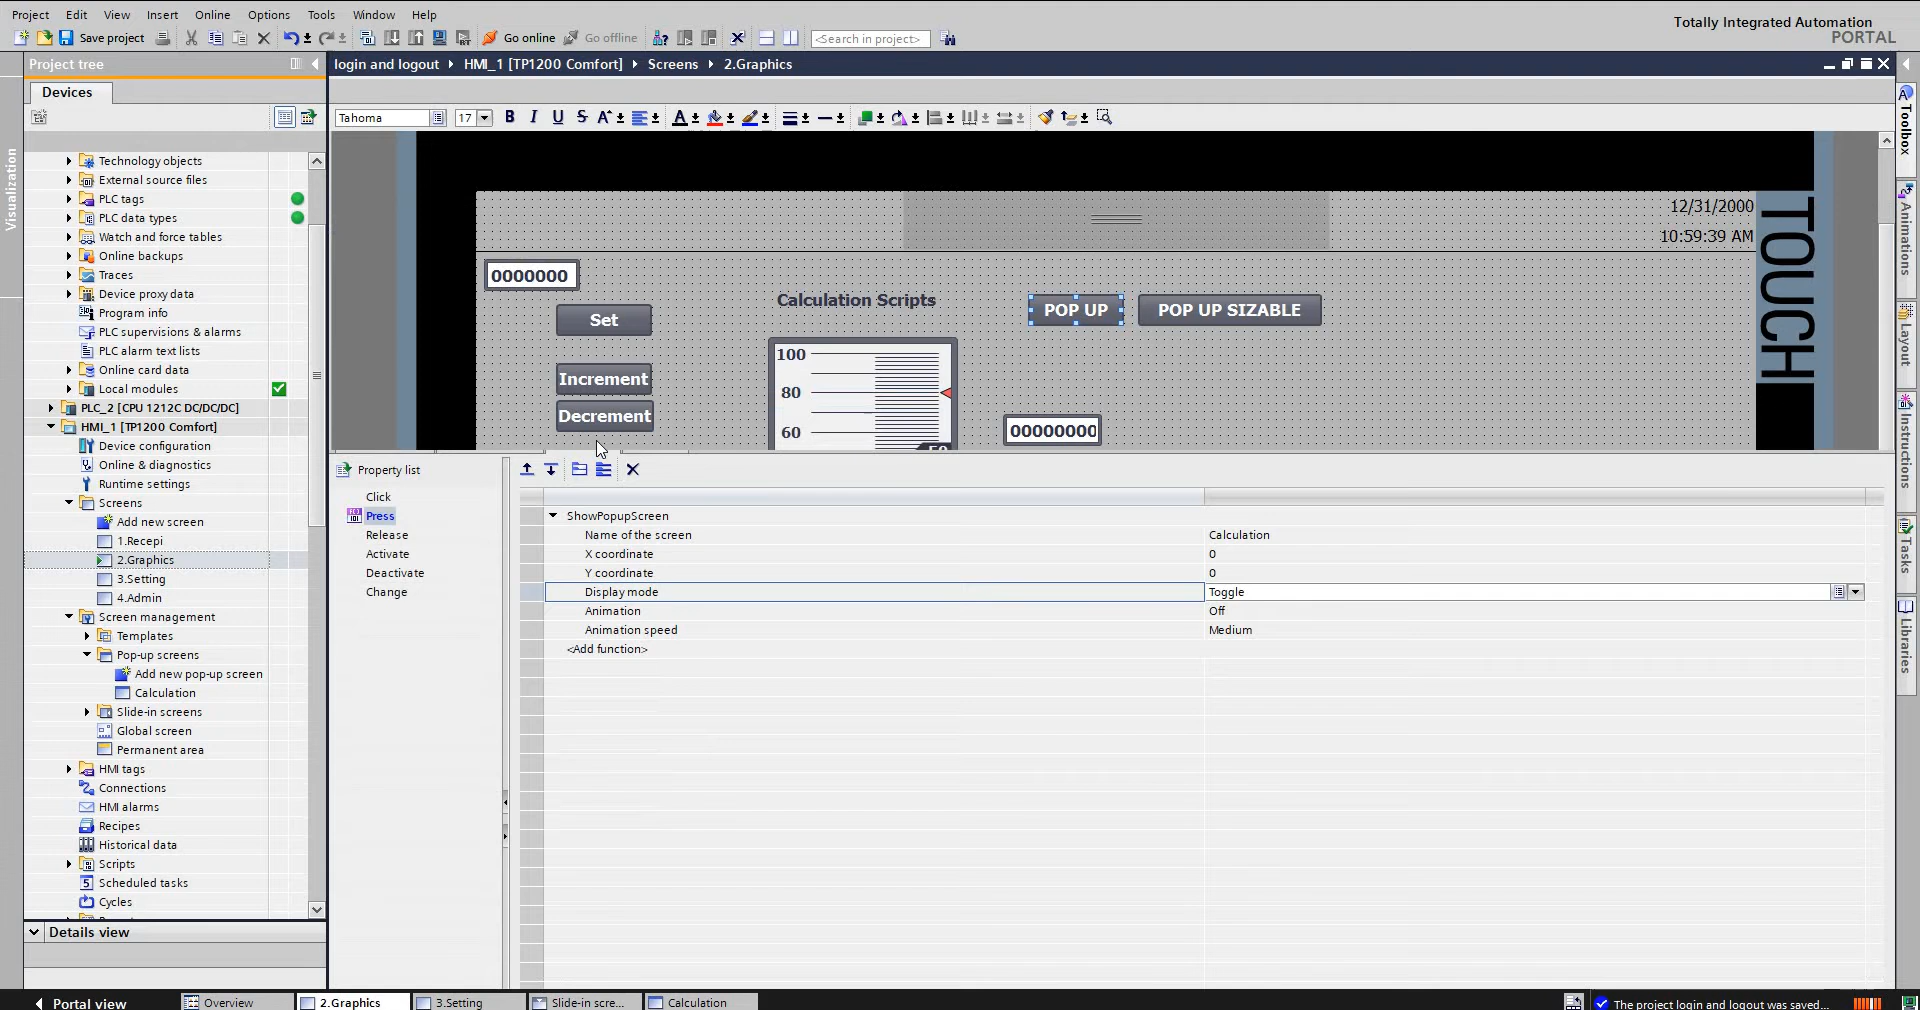 Project Edit View Insert Online Options Tools Window Help
Totally Integrated Automation
PORTAL
Save project Go online Go offline <Search in project>
Project tree
login and logout HMI_1 [TP1200 Comfort] Screens 2.Graphics
Devices
Visualization
Tahoma 17 B I U S A A
Technology objects
External source files
PLC tags
PLC data types
Watch and force tables
Online backups
Traces
Device proxy data
Program info
PLC supervisions & alarms
PLC alarm text lists
Online card data
Local modules
PLC_2 [CPU 1212C DC/DC/DC]
HMI_1 [TP1200 Comfort]
Device configuration
Online & diagnostics
Runtime settings
Screens
Add new screen
1.Recepi
2.Graphics
3.Setting
4.Admin
Screen management
Templates
Pop-up screens
Add new pop-up screen
Calculation
Slide-in screens
Global screen
Permanent area
HMI tags
Connections
HMI alarms
Recipes
Historical data
Scripts
Scheduled tasks
Cycles
Details view
12/31/2000
10:59:39 AM
TOUCH
0000000
Set
Increment
Decrement
Calculation Scripts
100
80
60
POP UP
POP UP SIZABLE
00000000
Property list
Click
Press
Release
Activate
Deactivate
Change
ShowPopupScreen
Name of the screen Calculation
X coordinate 0
Y coordinate 0
Display mode Toggle
Animation Off
Animation speed Medium
<Add function>
Toolbox
Animations
Layout
Instructions
Tasks
Libraries
Portal view Overview 2.Graphics 3.Setting Slide-in scre... Calculation The project login and logout was saved...